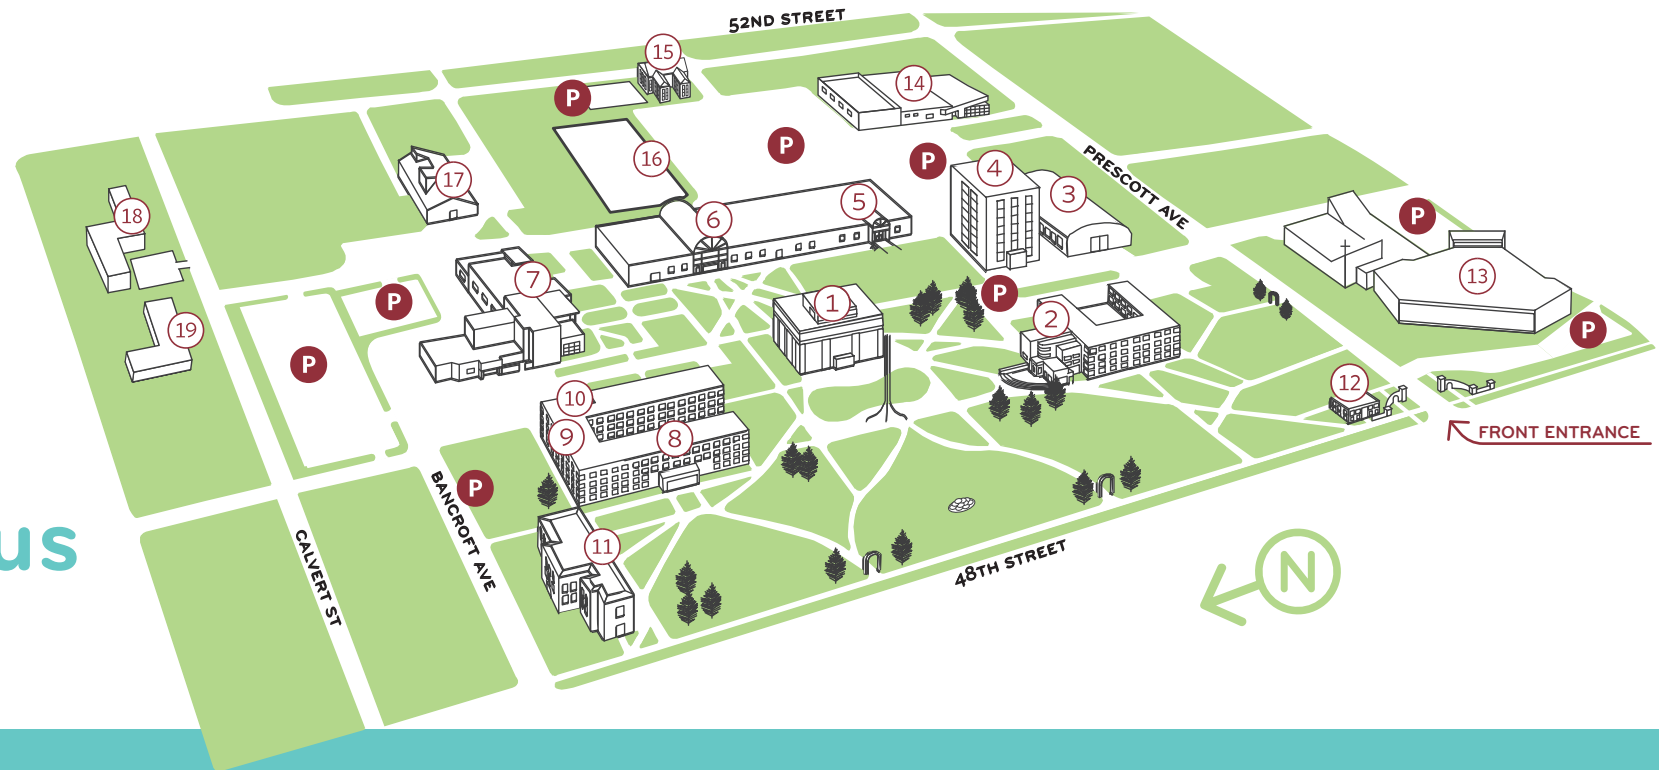 52ND STREET
15
P
14
16
P
P
4
PRESCOTT AVE
17
3
5
18
6
P
13
7
P
P
1
2
19
P
P
12
10
FRONT ENTRANCE
9
8
P
BANCROFT AVE
us
CALVERT ST
11
48TH STREET
N